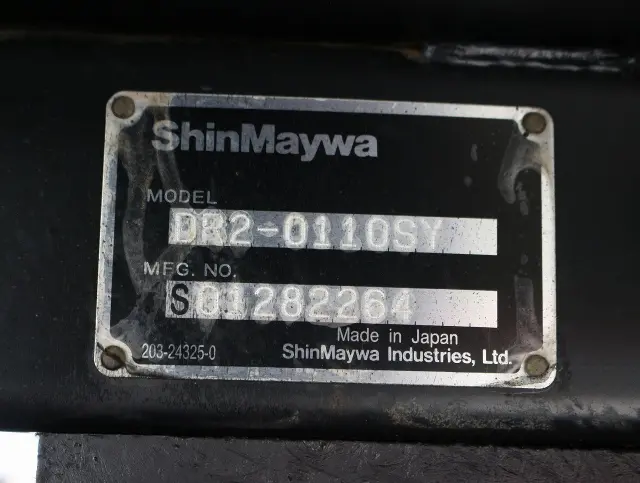 ShinMaywa
MODEL
DR2-0110SY
MFG. NO.
S01282264
Made in Japan
203-24325-0
ShinMaywa Industries, Ltd.